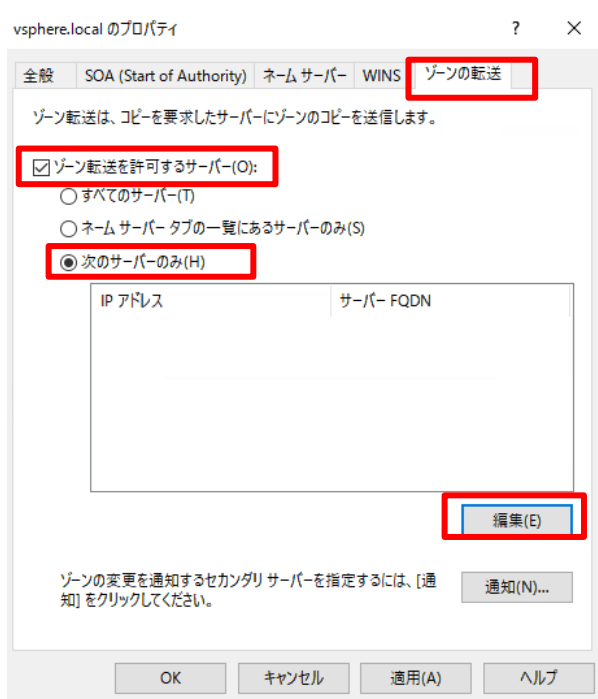 vsphere.local のプロパティ ? ×
全般 SOA (Start of Authority) ネーム サーバー WINS ゾーンの転送
ゾーン転送は、コピーを要求したサーバーにゾーンのコピーを送信します。
ゾーン転送を許可するサーバー(O):
すべてのサーバー(T)
ネーム サーバー タブの一覧にあるサーバーのみ(S)
次のサーバーのみ(H)
IP アドレス サーバー FQDN
編集(E)
ゾーンの変更を通知するセカンダリ サーバーを指定するには、[通
知] をクリックしてください。
通知(N)...
OK キャンセル 適用(A) ヘルプ